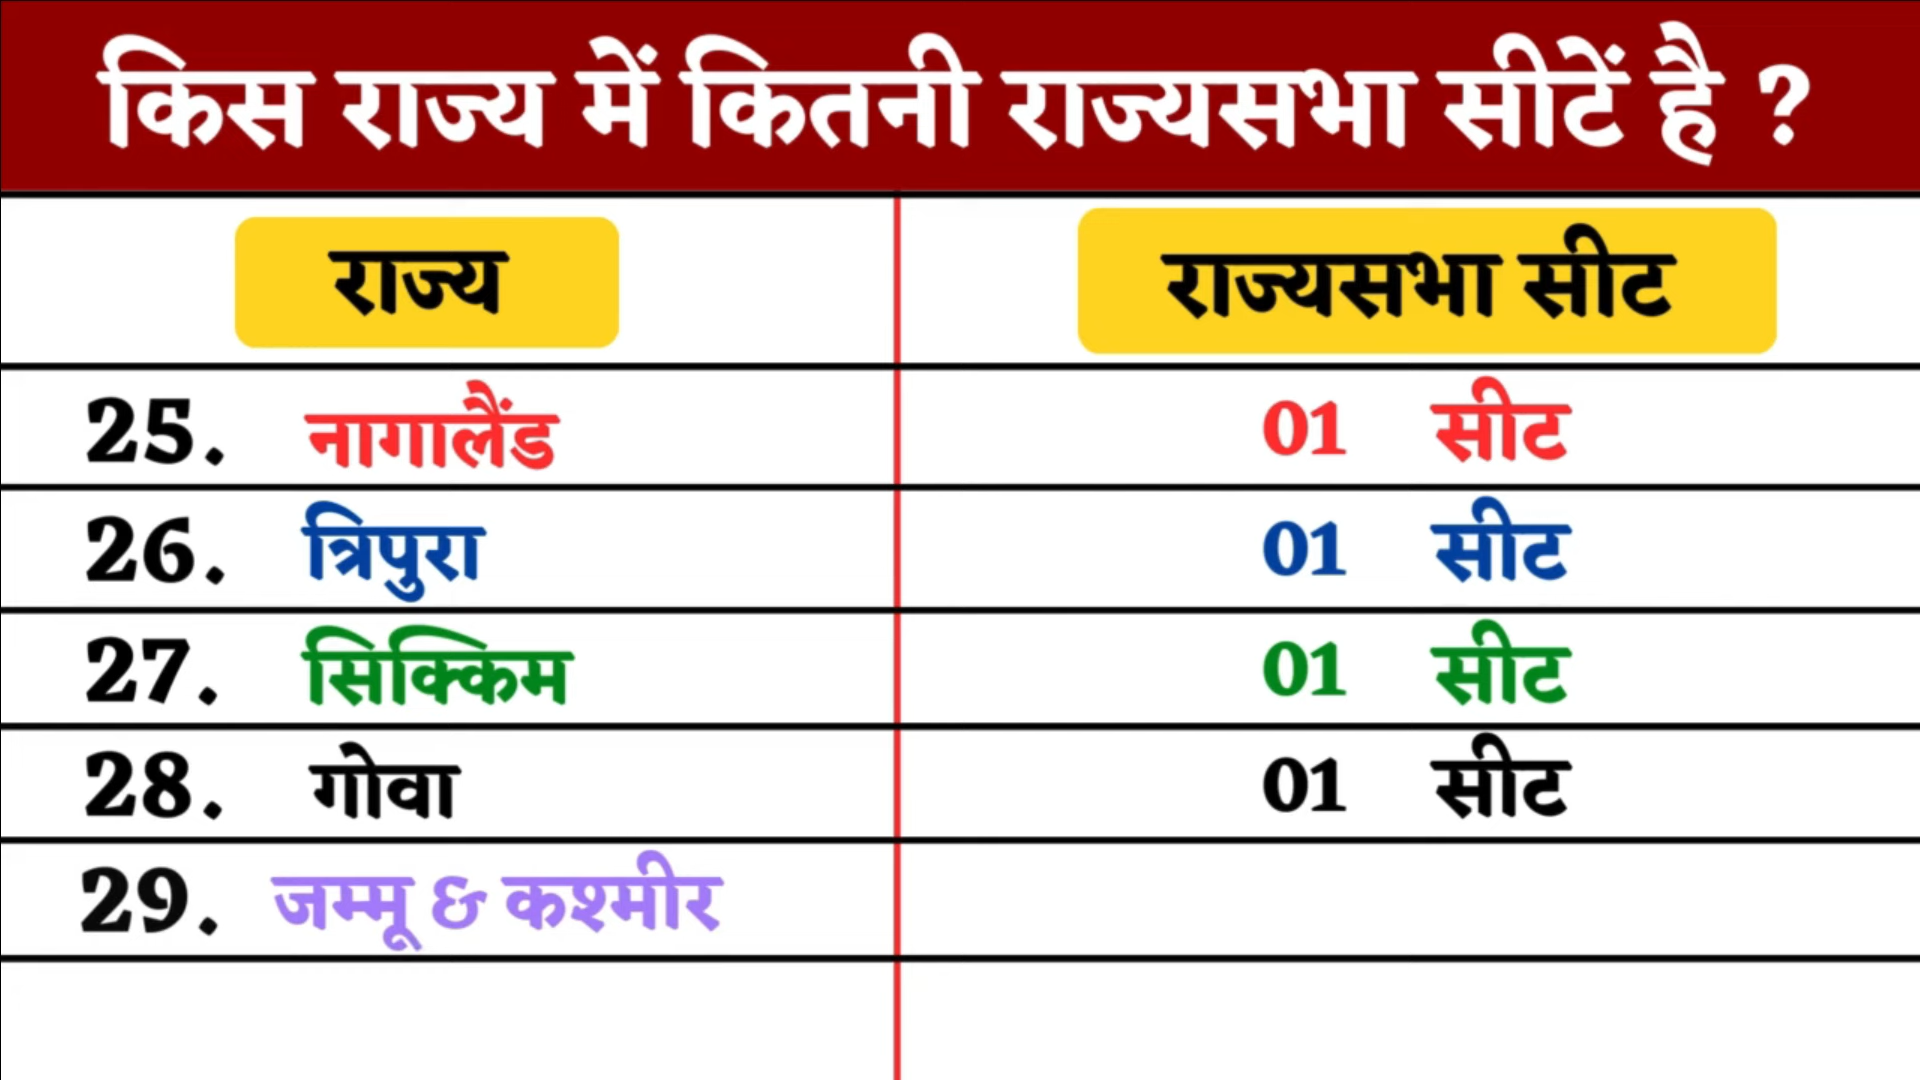 किस राज्य में कितनी राज्यसभा सीटें है ?
राज्य राज्यसभा सीट
25. नागालैंड 01 सीट
26. त्रिपुरा 01 सीट
27. सिक्किम 01 सीट
28. गोवा 01 सीट
29. जम्मू & कश्मीर